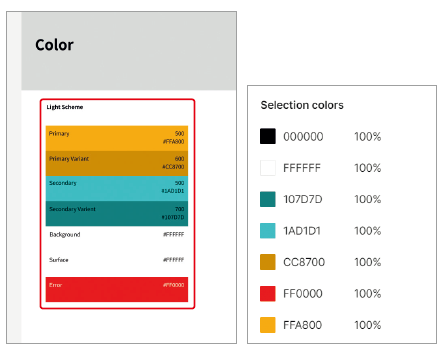 Color
Light Scheme
Primary 500
#FFA800
Primary Variant 600
#CC8700
Secondary 500
#1AD1D1
Secondary Varient 700
#107D7D
Background #FFFFFF
Surface #FFFFFF
Error #FF0000
Selection colors
000000 100%
FFFFFF 100%
107D7D 100%
1AD1D1 100%
CC8700 100%
FF0000 100%
FFA800 100%